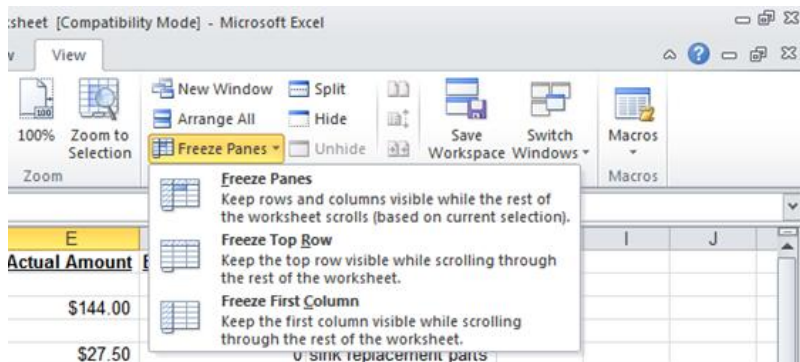 sheet [Compatibility Mode] - Microsoft Excel
View
New Window Split
Arrange All Hide
Freeze Panes Unhide
100% Zoom to Selection
Save Workspace
Switch Windows
Macros
Zoom
Macros
Freeze Panes
Keep rows and columns visible while the rest of
the worksheet scrolls (based on current selection).
Freeze Top Row
Keep the top row visible while scrolling through
the rest of the worksheet.
Freeze First Column
Keep the first column visible while scrolling
through the rest of the worksheet.
E I J
Actual Amount
$144.00
$27.50 0 sink replacement parts